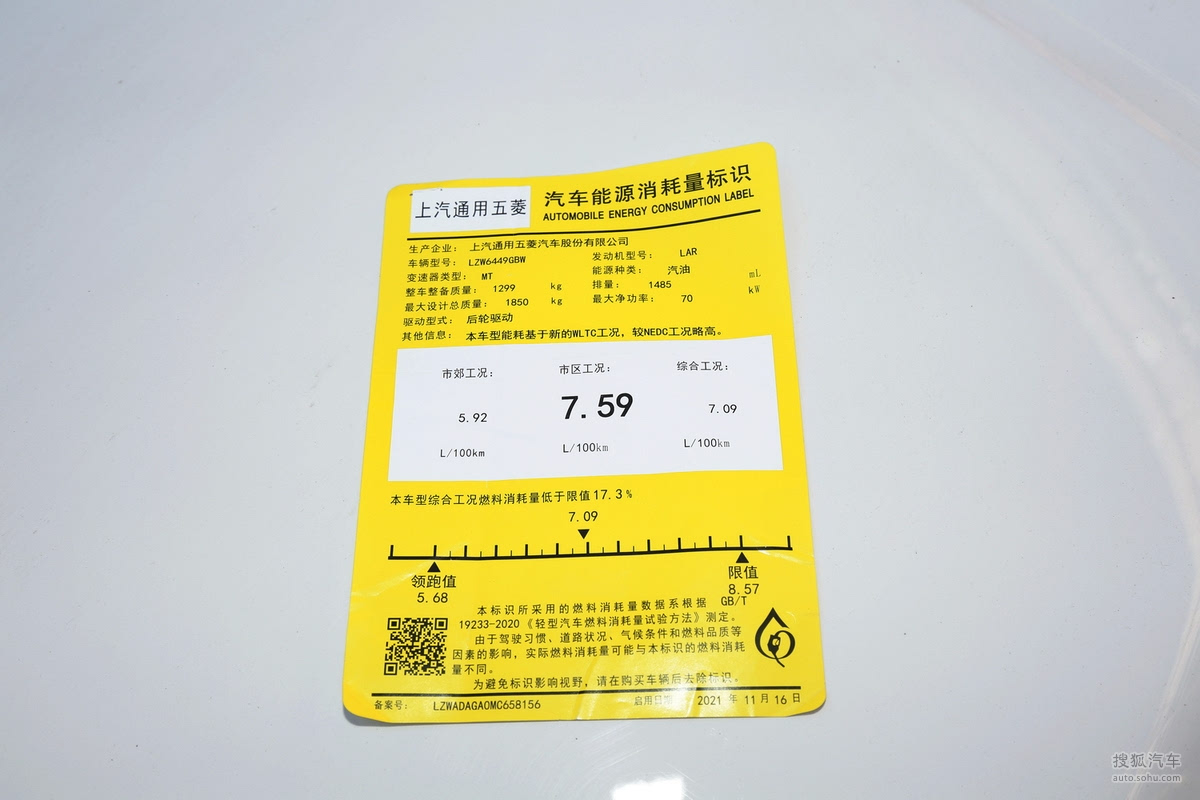 上汽通用五菱
汽车能源消耗量标识
AUTOMOBILE ENERGY CONSUMPTION LABEL
生产企业： 上汽通用五菱汽车股份有限公司
车辆型号： LZW6449GBW 发动机型号： LAR
变速器类型： MT 能源种类： 汽油
整车整备质量： 1299 kg 排量： 1485 mL
最大设计总质量： 1850 kg 最大净功率： 70 kW
驱动型式： 后轮驱动
其他信息： 本车型能耗基于新的WLTC工况，较NEDC工况略高。
市郊工况： 市区工况： 综合工况：
5.92 7.59 7.09
L/100km L/100km L/100km
本车型综合工况燃料消耗量低于限值17.3%
7.09
领跑值 限值
5.68 8.57
本标识所采用的燃料消耗量数据系根据 GB/T
19233-2020《轻型汽车燃料消耗量试验方法》测定。
由于驾驶习惯、道路状况、气候条件和燃料品质等
因素的影响，实际燃料消耗量可能与本标识的燃料消耗
量不同。
为避免标识影响视野，请在购买车辆后去除标识。
备案号： LZWADAGA0MC658156 启用日期： 2021 年 11 月 16 日
搜狐汽车
auto.sohu.com